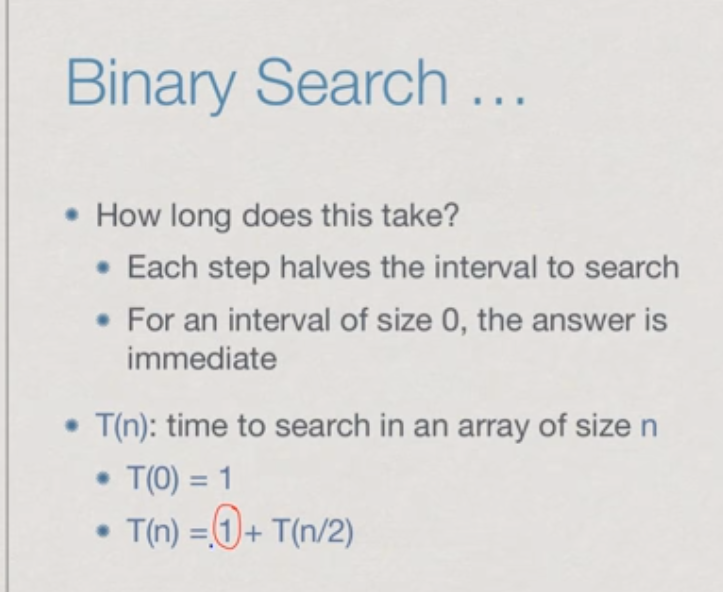 Binary Search ...
How long does this take?
Each step halves the interval to search
For an interval of size 0, the answer is
immediate
T(n): time to search in an array of size n
T(0) = 1
T(n) = 1 + T(n/2)